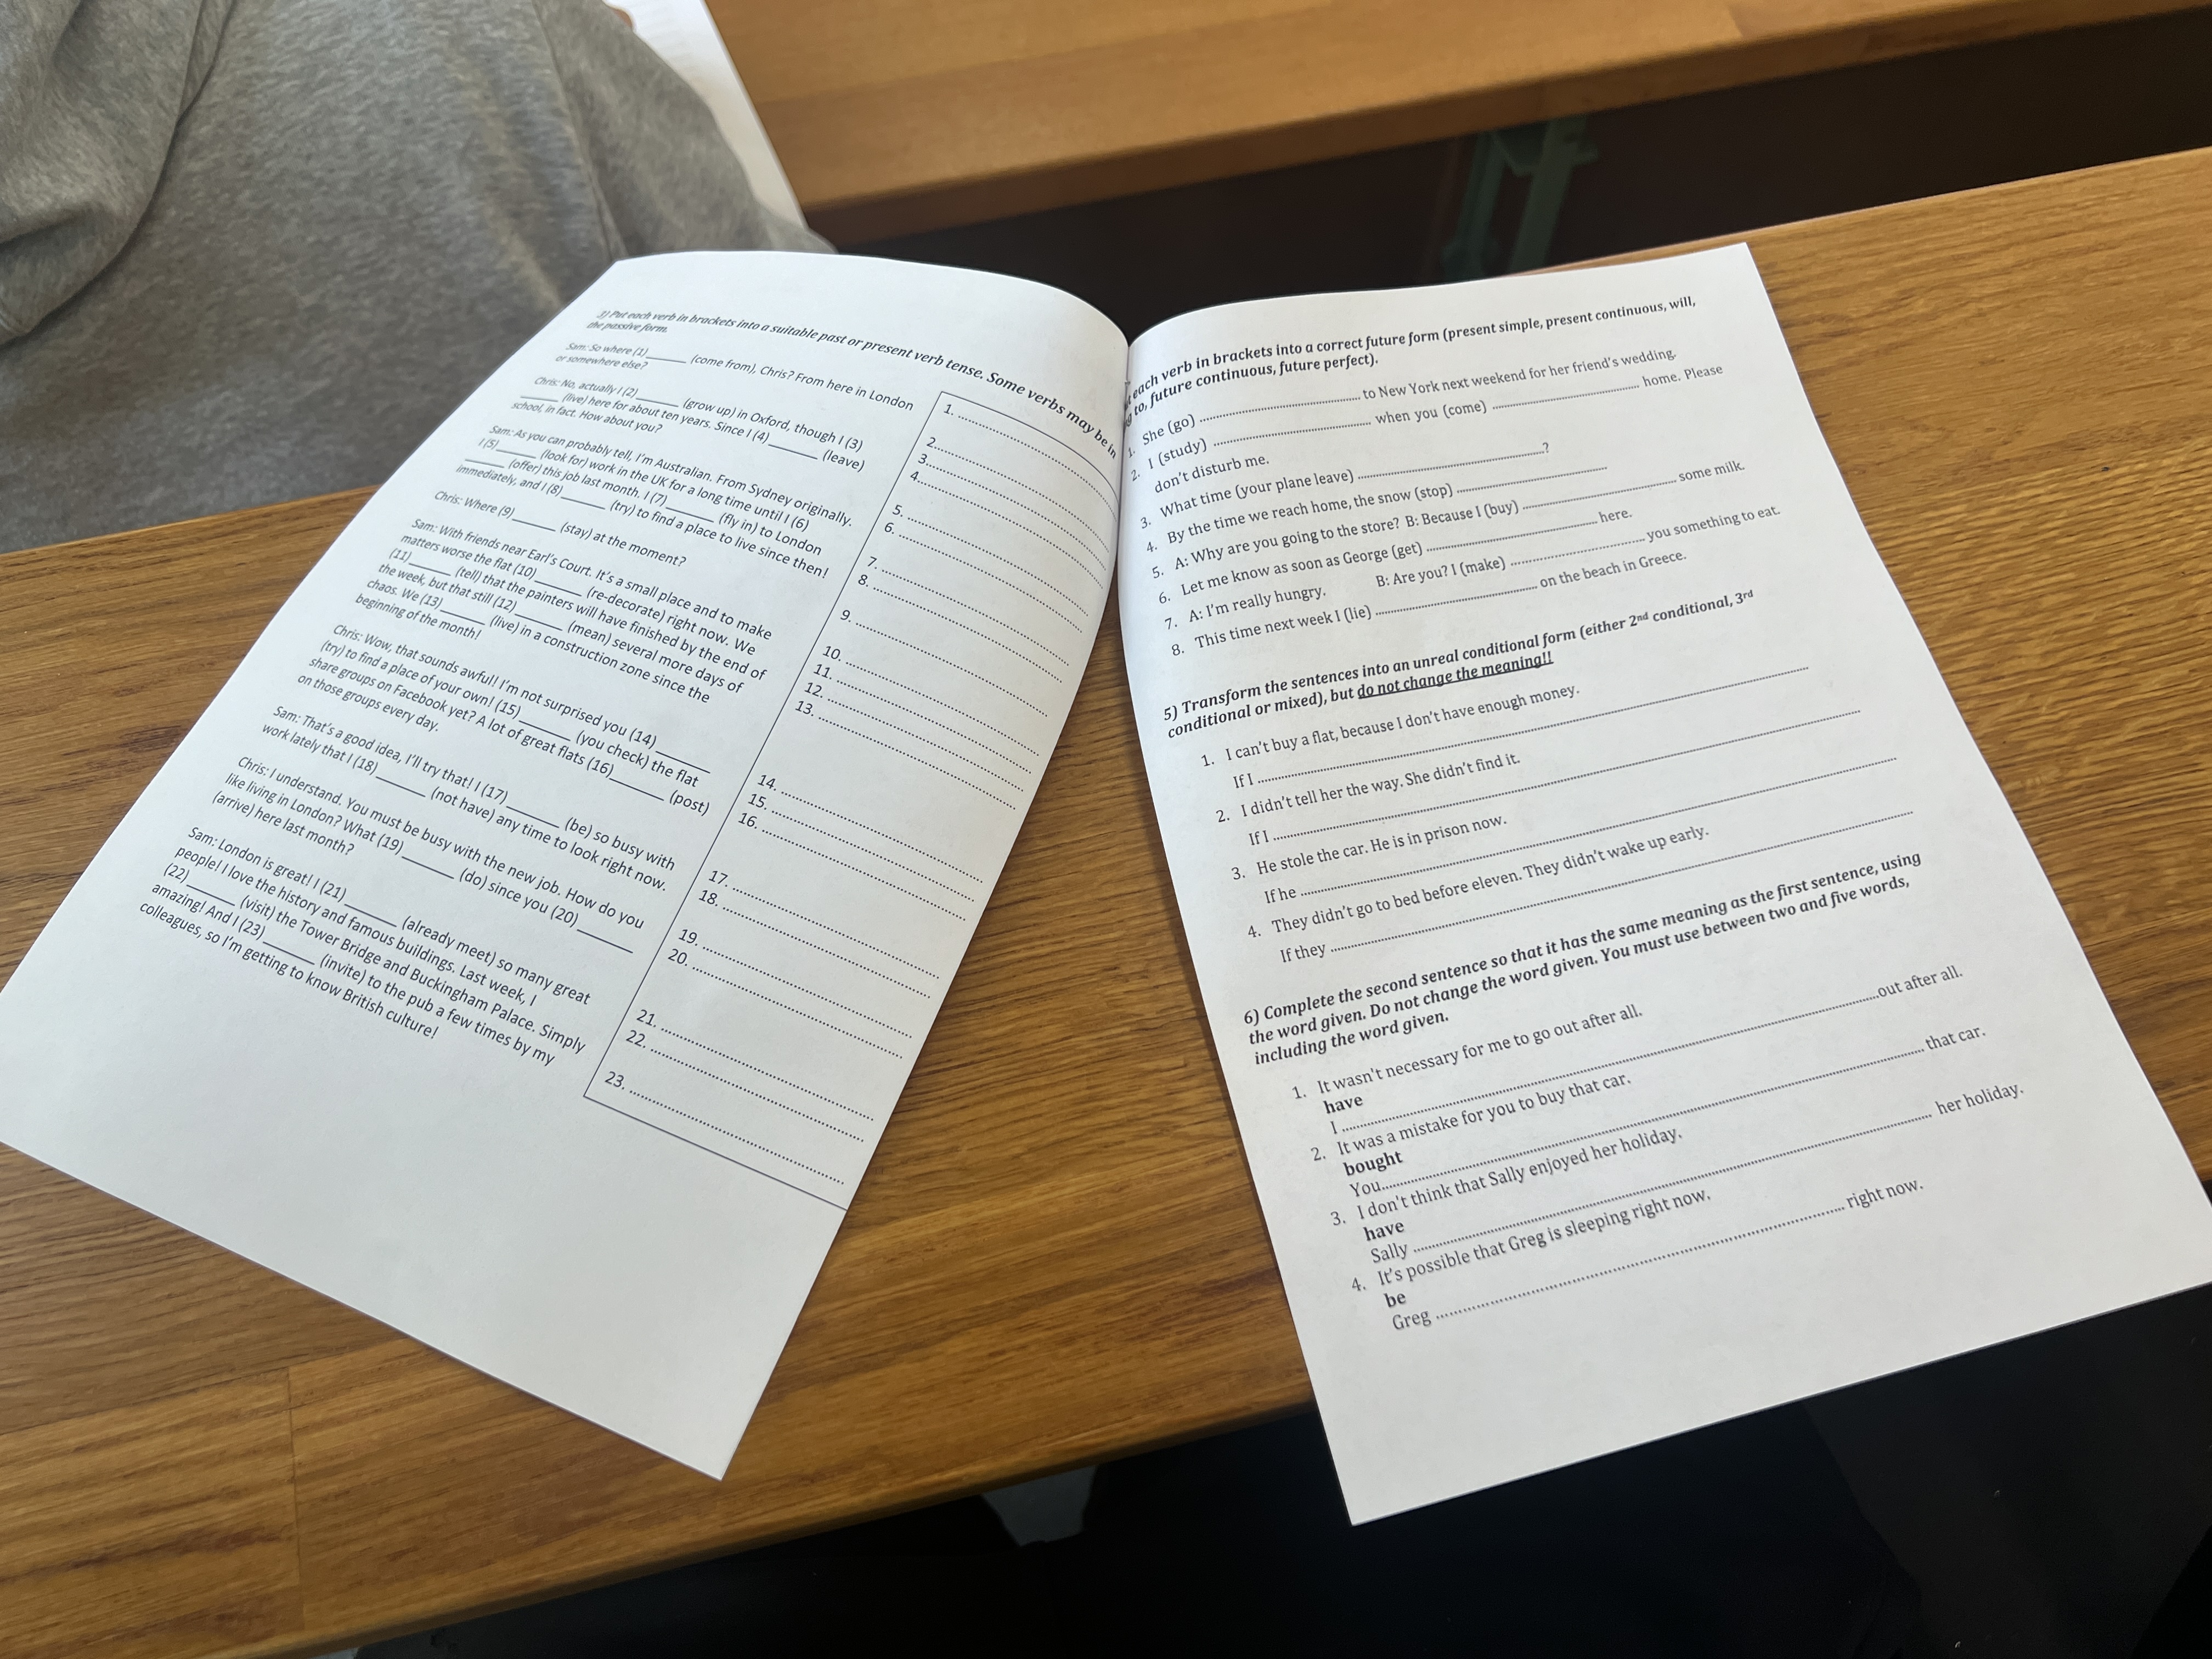 3) Put each verb in brackets into a suitable past or present verb tense. Some verbs may be in
the passive form.
Sam: So where (1) ______ (come from), Chris? From here in London
or somewhere else?
Chris: No, actually I (2) ______ (grow up) in Oxford, though I (3)
______ (live) here for about ten years. Since I (4) ______ (leave)
school, in fact. How about you?
Sam: As you can probably tell, I'm Australian. From Sydney originally.
I (5) ______ (look for) work in the UK for a long time until I (6)
______ (offer) this job last month. I (7) ______ (fly in) to London
immediately, and I (8) ______ (try) to find a place to live since then!
Chris: Where (9) ______ (stay) at the moment?
Sam: With friends near Earl's Court. It's a small place and to make
matters worse the flat (10) ______ (re-decorate) right now. We
(11) ______ (tell) that the painters will have finished by the end of
the week, but that still (12) ______ (mean) several more days of
chaos. We (13) ______ (live) in a construction zone since the
beginning of the month!
Chris: Wow, that sounds awful! I'm not surprised you (14) ______
(try) to find a place of your own! (15) ______ (you check) the flat
share groups on Facebook yet? A lot of great flats (16) ______ (post)
on those groups every day.
Sam: That's a good idea, I'll try that! I (17) ______ (be) so busy with
work lately that I (18) ______ (not have) any time to look right now.
Chris: I understand. You must be busy with the new job. How do you
like living in London? What (19) ______ (do) since you (20) ______
(arrive) here last month?
Sam: London is great! I (21) ______ (already meet) so many great
people! I love the history and famous buildings. Last week, I
(22) ______ (visit) the Tower Bridge and Buckingham Palace. Simply
amazing! And I (23) ______ (invite) to the pub a few times by my
colleagues, so I'm getting to know British culture!
1. ....................
2. ....................
3. ....................
4. ....................
5. ....................
6. ....................
7. ....................
8. ....................
9. ....................
10. ....................
11. ....................
12. ....................
13. ....................
14. ....................
15. ....................
16. ....................
17. ....................
18. ....................
19. ....................
20. ....................
21. ....................
22. ....................
23. ....................
each verb in brackets into a correct future form (present simple, present continuous, will,
to, future continuous, future perfect).
1. She (go) .................... to New York next weekend for her friend's wedding.
2. I (study) .................... when you (come) .................... home. Please
don't disturb me.
3. What time (your plane leave) ....................?
4. By the time we reach home, the snow (stop) ....................
5. A: Why are you going to the store? B: Because I (buy) .................... some milk.
6. Let me know as soon as George (get) .................... here.
7. A: I'm really hungry. B: Are you? I (make) .................... you something to eat.
8. This time next week I (lie) .................... on the beach in Greece.
5) Transform the sentences into an unreal conditional form (either 2nd conditional, 3rd
conditional or mixed), but do not change the meaning!!
1. I can't buy a flat, because I don't have enough money.
If I ....................
2. I didn't tell her the way. She didn't find it.
If I ....................
3. He stole the car. He is in prison now.
If he ....................
4. They didn't go to bed before eleven. They didn't wake up early.
If they ....................
6) Complete the second sentence so that it has the same meaning as the first sentence, using
the word given. Do not change the word given. You must use between two and five words,
including the word given.
1. It wasn't necessary for me to go out after all.
have
I....................out after all.
2. It was a mistake for you to buy that car.
bought
You.................... that car.
3. I don't think that Sally enjoyed her holiday.
have
Sally .................... her holiday.
4. It's possible that Greg is sleeping right now.
be
Greg .................... right now.